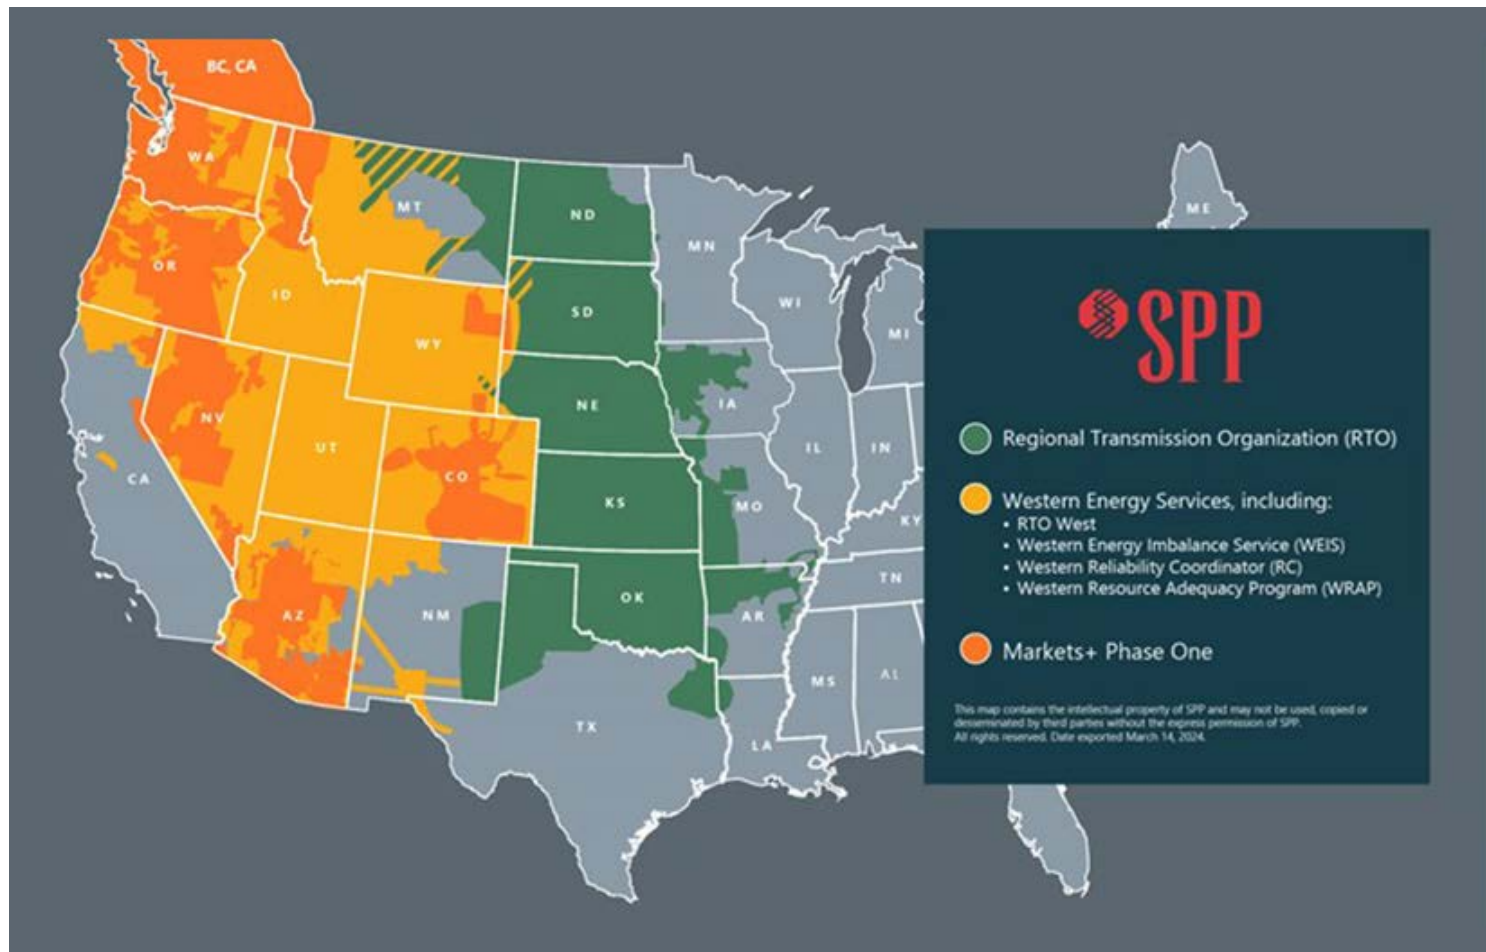 BC, CA
WA
MT
ND
ME
MN
OR
ID
SD
WI
MI
WY
NE
IA
NV
UT
CO
IL
IN
CA
KS
MO
KY
OK
TN
AZ
NM
AR
MS
AL
TX
LA
SPP
Regional Transmission Organization (RTO)
Western Energy Services, including:
• RTO West
• Western Energy Imbalance Service (WEIS)
• Western Reliability Coordinator (RC)
• Western Resource Adequacy Program (WRAP)
Markets+ Phase One
This map contains the intellectual property of SPP and may not be used, copied or
desseminated by third parties without the express permission of SPP.
All rights reserved. Date exported March 14, 2024.